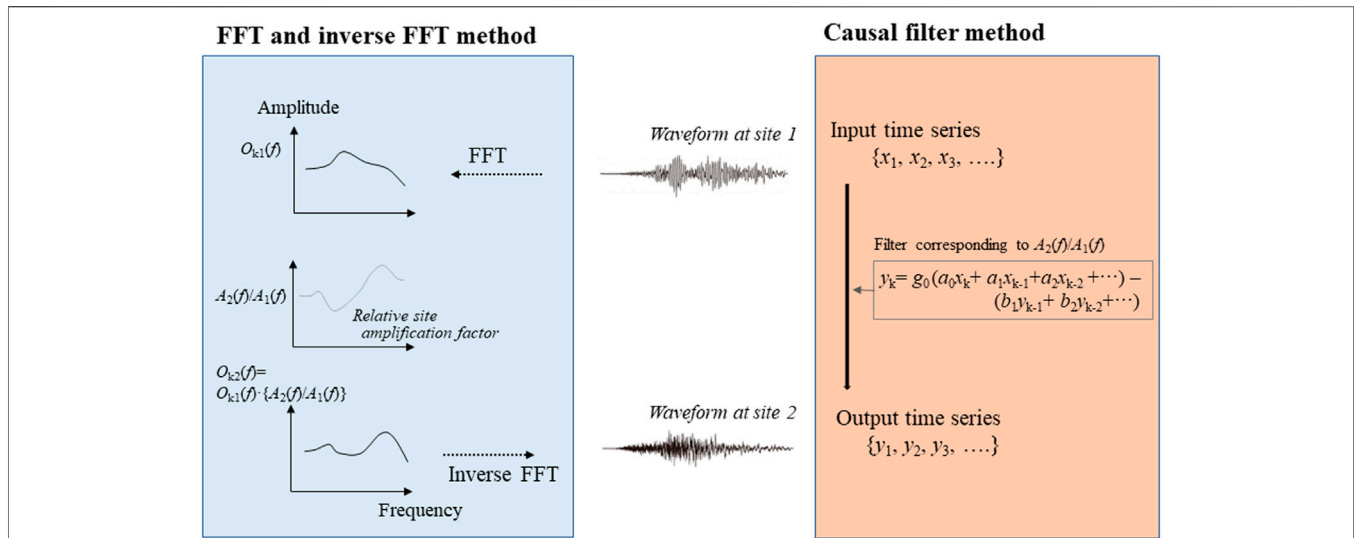 FFT and inverse FFT method
Amplitude
Oₖ₁(f)
FFT
A₂(f)/A₁(f)
Relative site
amplification factor
Oₖ₂(f)=
Oₖ₁(f)·{A₂(f)/A₁(f)}
Inverse FFT
Frequency
Waveform at site 1
Waveform at site 2
Causal filter method
Input time series
{x₁, x₂, x₃, ….}
Filter corresponding to A₂(f)/A₁(f)
yₖ= g₀(a₀xₖ+ a₁xₖ₋₁+a₂xₖ₋₂ +⋯) –
(b₁yₖ₋₁+ b₂yₖ₋₂+⋯)
Output time series
{y₁, y₂, y₃, ….}